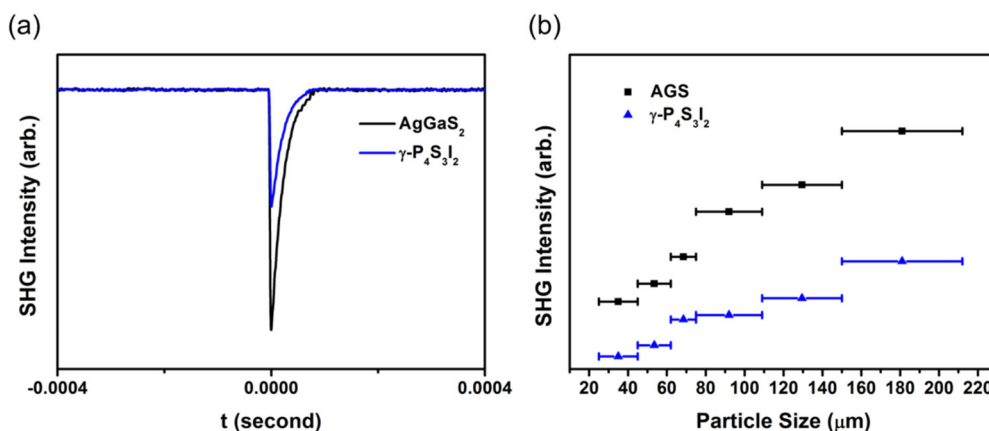 (a)
SHG Intensity (arb.)
AgGaS₂
γ-P₄S₃I₂
-0.0004 0.0000 0.0004
t (second)
(b)
SHG Intensity (arb.)
AGS
γ-P₄S₃I₂
20 40 60 80 100 120 140 160 180 200 220
Particle Size (μm)